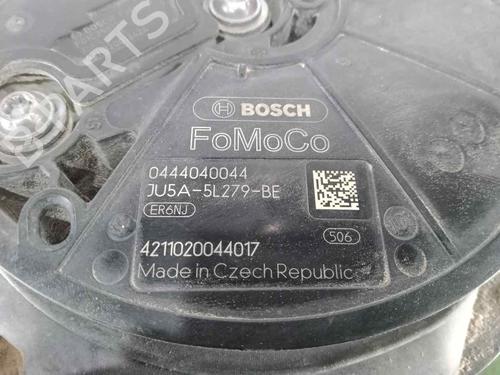 BOSCH
FoMoCo
0444040044
JU5A-5L279-BE
ER6NJ
506
4211020044017
Made in Czech Republic